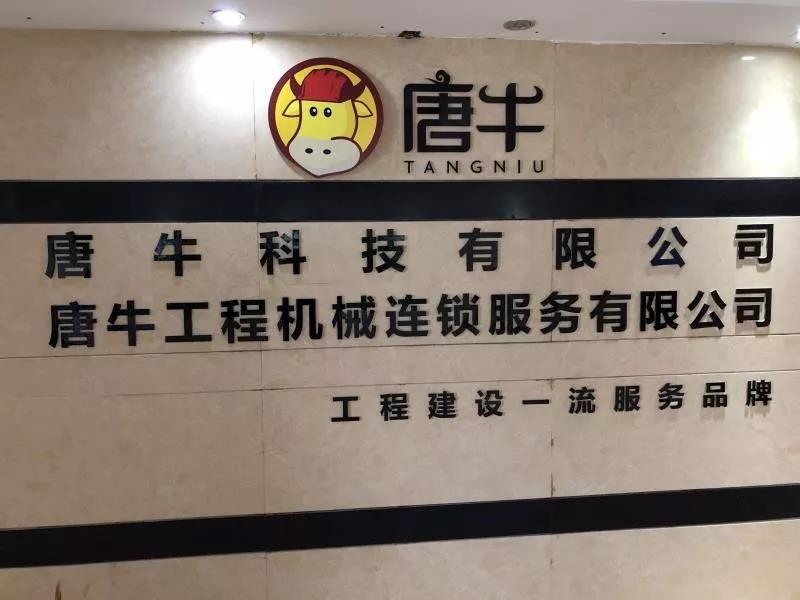 唐牛
TANGNIU
唐牛科技有限公司
唐牛工程机械连锁服务有限公司
工程建设一流服务品牌